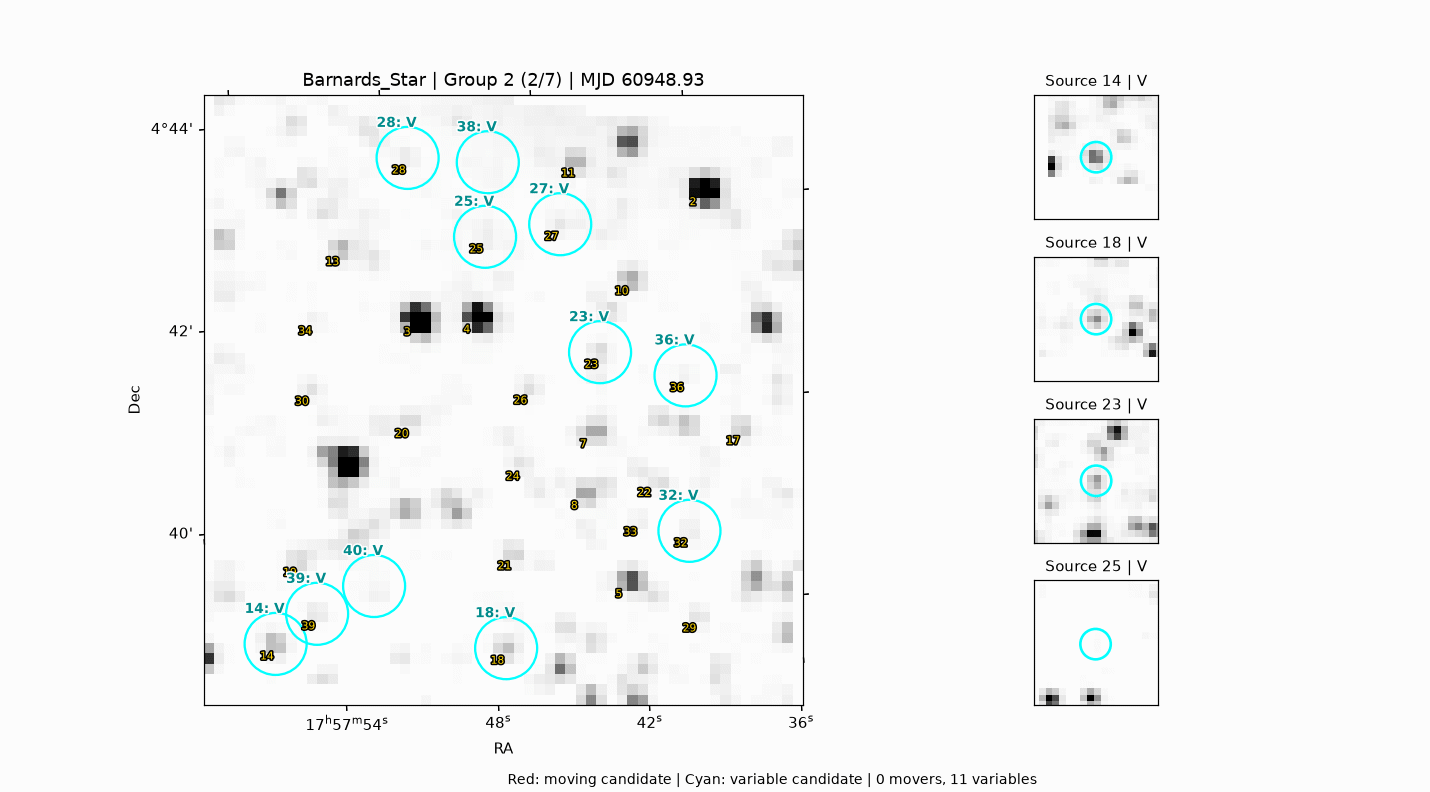 Barnards_Star | Group 2 (2/7) | MJD 60948.93
Source 14 | V
28: V
38: V
4°44'
28
11
27: V
2
25: V
27
25
13
Source 18 | V
10
23: V
34
3
4
42'
36: V
23
36
Dec
30
26
Source 23 | V
20
7
17
24
22
32: V
8
33
40'
32
40: V
21
19
39: V
Source 25 | V
5
14: V
18: V
39
29
14
18
17ʰ57ᵐ54ˢ
48ˢ
42ˢ
36ˢ
RA
Red: moving candidate | Cyan: variable candidate | 0 movers, 11 variables